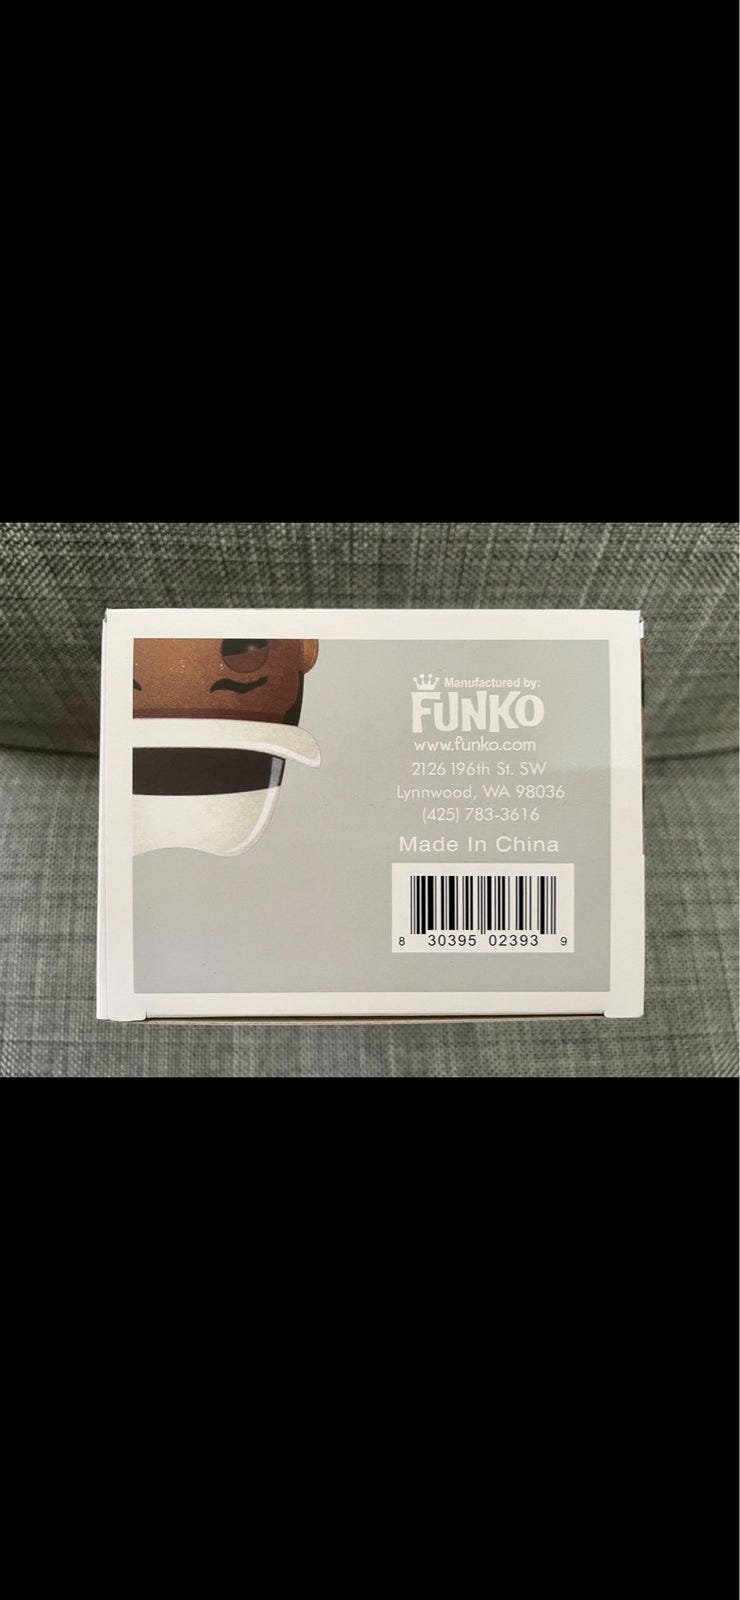 Manufactured by:
FUNKO
www.funko.com
2126 196th St. SW
Lynnwood, WA 98036
(425) 783-3616
Made In China
8 30395 02393 9